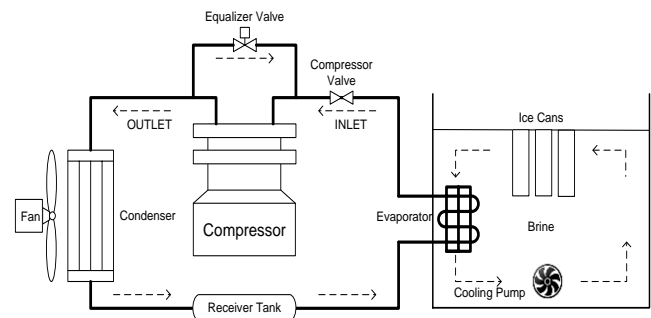 Equalizer Valve
Compressor
Valve
OUTLET
INLET
Ice Cans
Fan
Condenser
Compressor
Evaporator
Brine
Cooling Pump
Receiver Tank